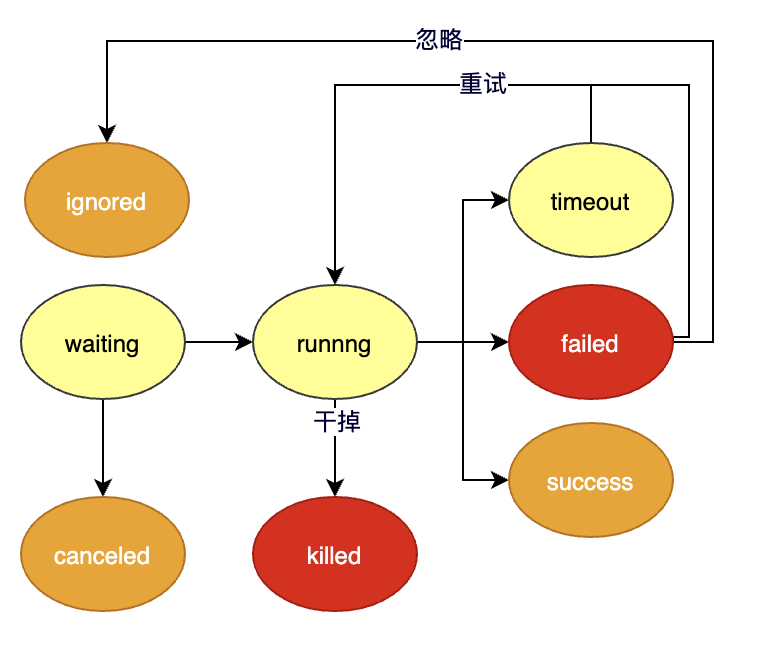 忽略
重试
ignored
timeout
waiting
runnng
failed
干掉
success
canceled
killed